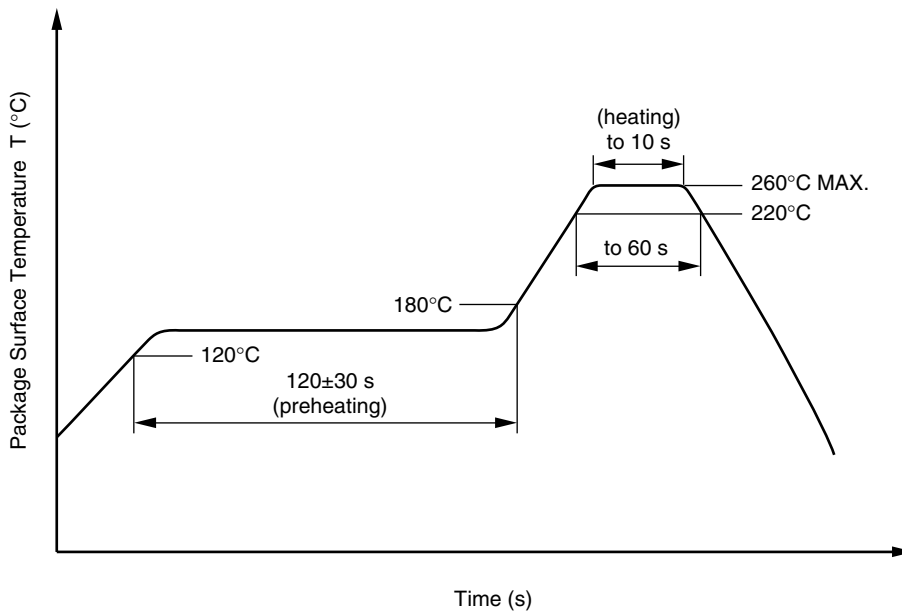 Package Surface Temperature T (°C)
(heating)
to 10 s
260°C MAX.
220°C
to 60 s
180°C
120°C
120±30 s
(preheating)
Time (s)